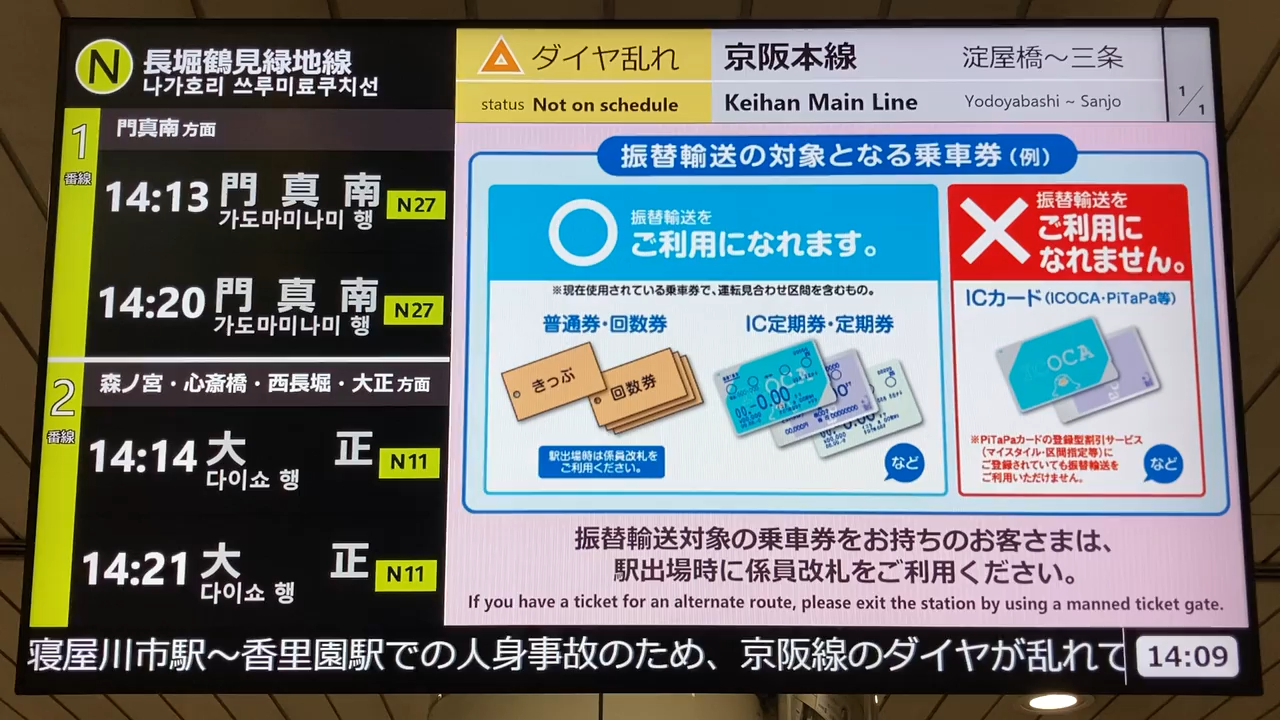 N 長堀鶴見緑地線
나가호리 쓰루미료쿠치선
1 番線
門真南方面
14:13 門真南 N27
가도마미나미 행
14:20 門真南 N27
가도마미나미 행
2 番線
森ノ宮・心斎橋・西長堀・大正方面
14:14 大正 N11
다이쇼 행
14:21 大正 N11
다이쇼 행
ダイヤ乱れ 京阪本線 淀屋橋～三条
status Not on schedule Keihan Main Line Yodoyabashi ~ Sanjo
1/1
振替輸送の対象となる乗車券（例）
振替輸送を
ご利用になれます。
※現在使用されている乗車券で、運転見合わせ区間を含むもの。
普通券・回数券
きっぷ
回数券
駅出場時は係員改札を
ご利用ください。
IC定期券・定期券
など
振替輸送を
ご利用に
なれません。
ICカード（ICOCA・PiTaPa等）
ICOCA
※PiTaPaカードの登録型割引サービス
（マイスタイル・区間指定等）に
ご登録されていても振替輸送を
ご利用いただけません。
など
振替輸送対象の乗車券をお持ちのお客さまは、
駅出場時に係員改札をご利用ください。
If you have a ticket for an alternate route, please exit the station by using a manned ticket gate.
寝屋川市駅～香里園駅での人身事故のため、京阪線のダイヤが乱れて
14:09